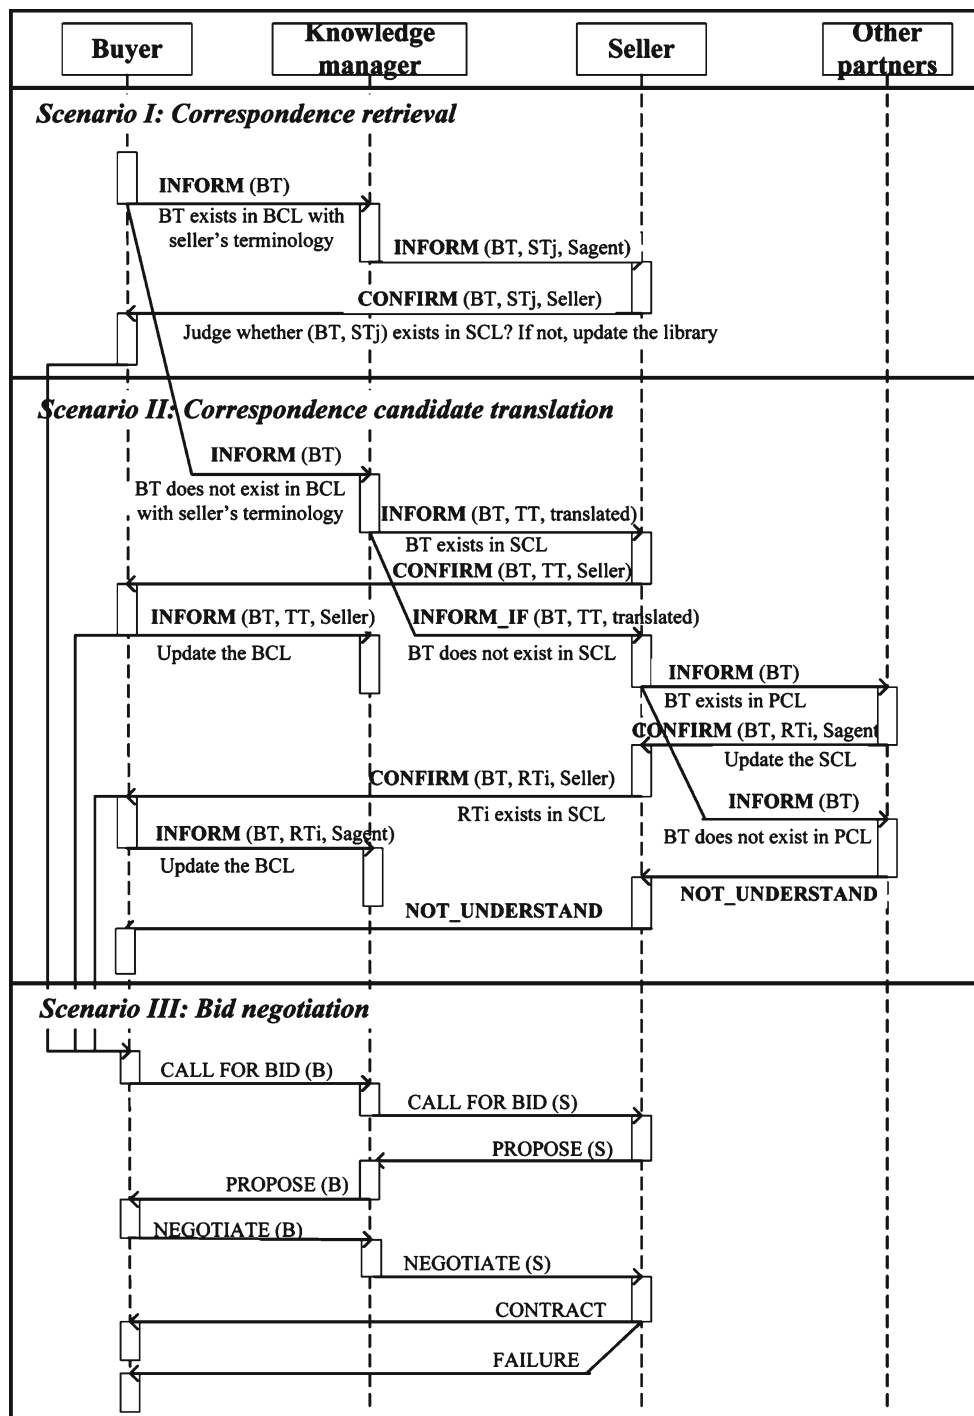 Buyer
Knowledge
manager
Seller
Other
partners
Scenario I: Correspondence retrieval
INFORM (BT)
BT exists in BCL with
seller's terminology
INFORM (BT, STj, Sagent)
CONFIRM (BT, STj, Seller)
Judge whether (BT, STj) exists in SCL? If not, update the library
Scenario II: Correspondence candidate translation
INFORM (BT)
BT does not exist in BCL
with seller's terminology
INFORM (BT, TT, translated)
BT exists in SCL
CONFIRM (BT, TT, Seller)
INFORM (BT, TT, Seller)
INFORM_IF (BT, TT, translated)
Update the BCL
BT does not exist in SCL
INFORM (BT)
BT exists in PCL
CONFIRM (BT, RTi, Sagent
Update the SCL
CONFIRM (BT, RTi, Seller)
RTi exists in SCL
INFORM (BT)
INFORM (BT, RTi, Sagent)
BT does not exist in PCL
Update the BCL
NOT_UNDERSTAND
NOT_UNDERSTAND
Scenario III: Bid negotiation
CALL FOR BID (B)
CALL FOR BID (S)
PROPOSE (S)
PROPOSE (B)
NEGOTIATE (B)
NEGOTIATE (S)
CONTRACT
FAILURE